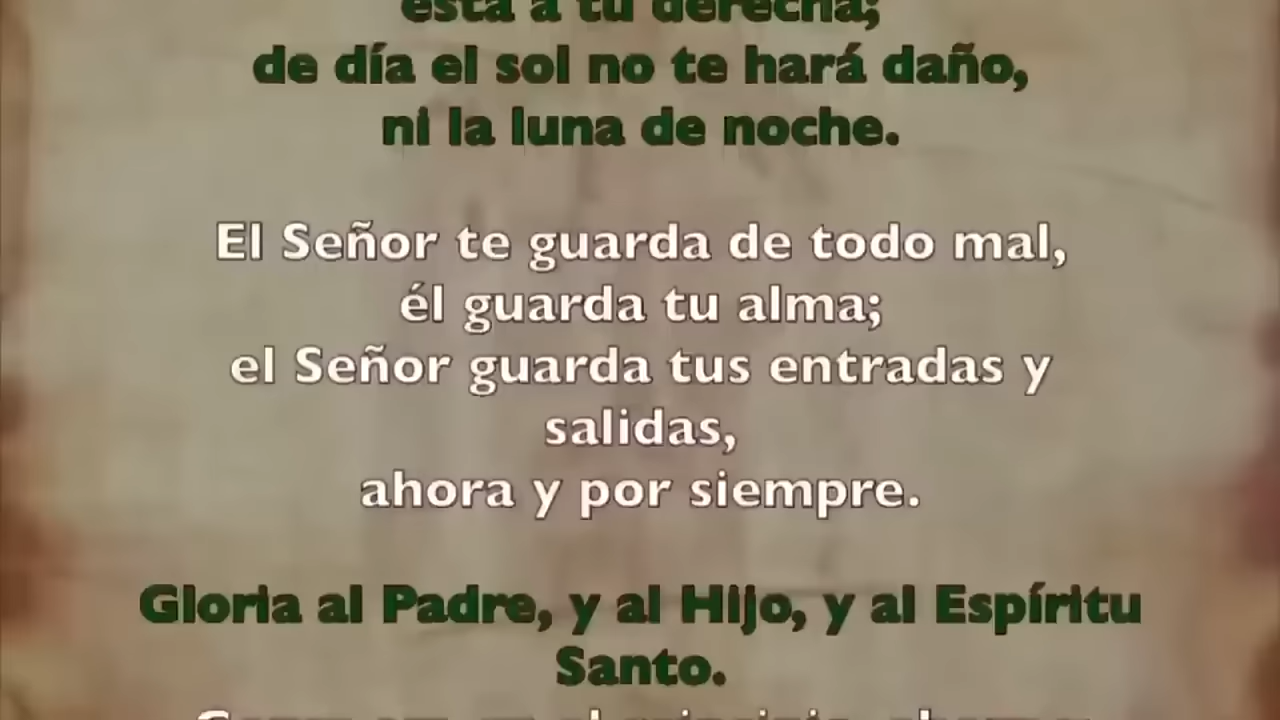 está a tu derecha;
de día el sol no te hará daño,
ni la luna de noche.
El Señor te guarda de todo mal,
él guarda tu alma;
el Señor guarda tus entradas y
salidas,
ahora y por siempre.
Gloria al Padre, y al Hijo, y al Espíritu
Santo.